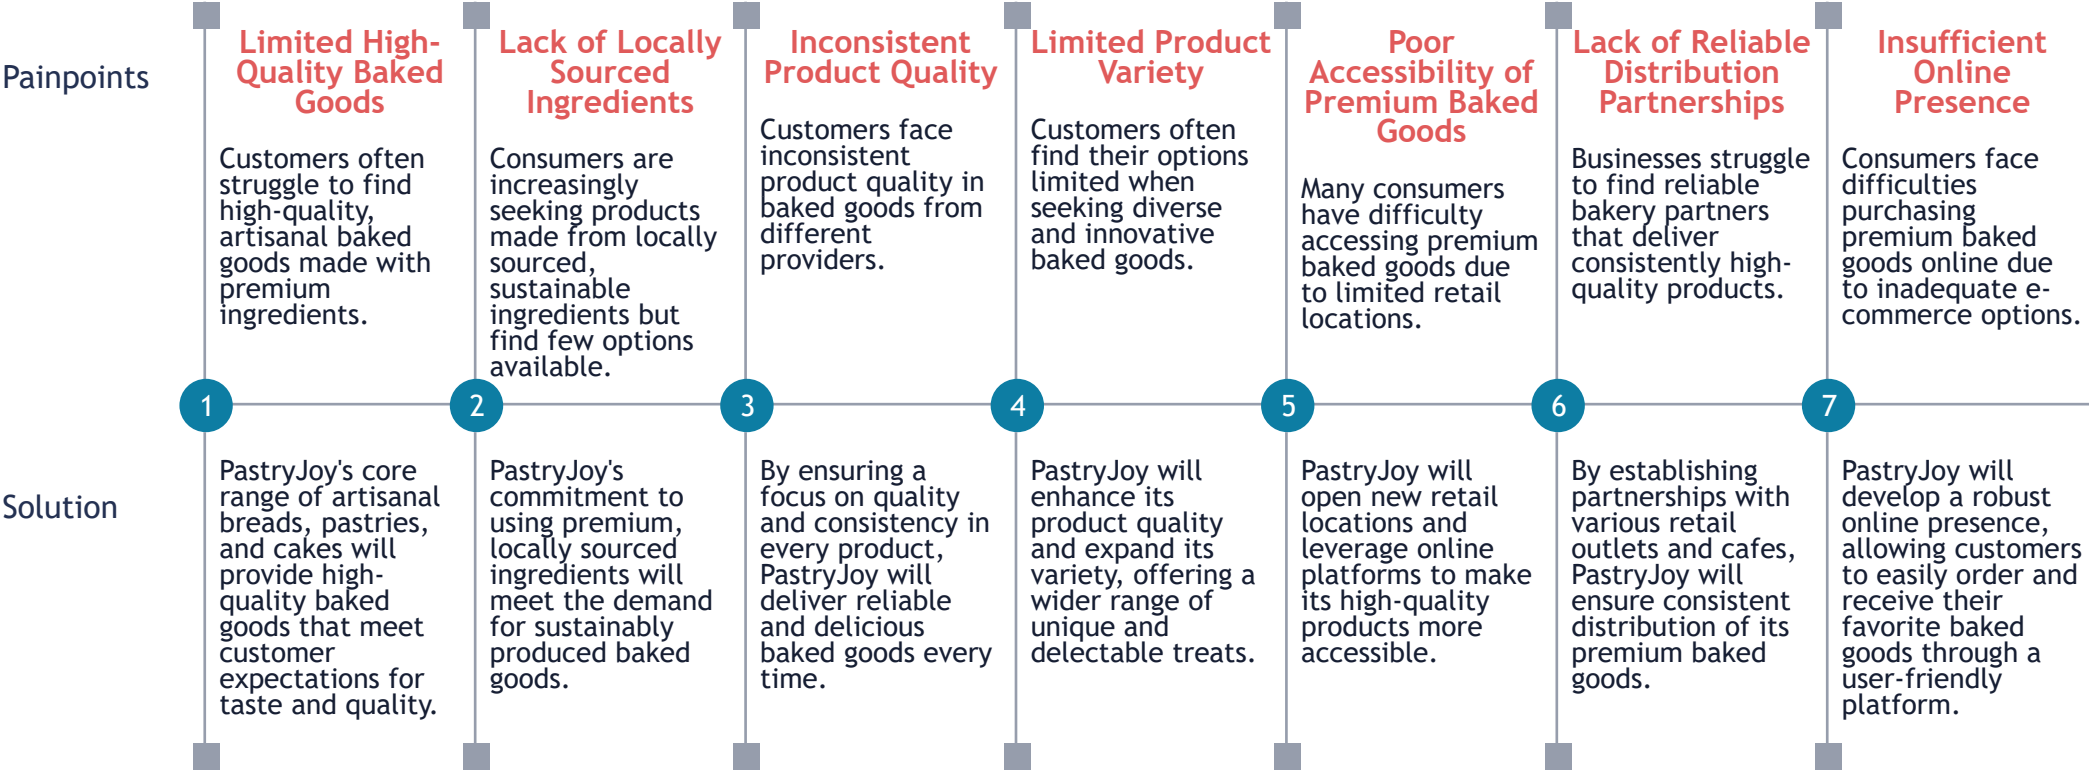 Painpoints
Limited High-
Quality Baked
Goods
Customers often
struggle to find
high-quality,
artisanal baked
goods made with
premium
ingredients.
Lack of Locally
Sourced
Ingredients
Consumers are
increasingly
seeking products
made from locally
sourced,
sustainable
ingredients but
find few options
available.
Inconsistent
Product Quality
Customers face
inconsistent
product quality in
baked goods from
different
providers.
Limited Product
Variety
Customers often
find their options
limited when
seeking diverse
and innovative
baked goods.
Poor
Accessibility of
Premium Baked
Goods
Many consumers
have difficulty
accessing premium
baked goods due
to limited retail
locations.
Lack of Reliable
Distribution
Partnerships
Businesses struggle
to find reliable
bakery partners
that deliver
consistently high-
quality products.
Insufficient
Online
Presence
Consumers face
difficulties
purchasing
premium baked
goods online due
to inadequate e-
commerce options.
1
2
3
4
5
6
7
Solution
PastryJoy's core
range of artisanal
breads, pastries,
and cakes will
provide high-
quality baked
goods that meet
customer
expectations for
taste and quality.
PastryJoy's
commitment to
using premium,
locally sourced
ingredients will
meet the demand
for sustainably
produced baked
goods.
By ensuring a
focus on quality
and consistency in
every product,
PastryJoy will
deliver reliable
and delicious
baked goods every
time.
PastryJoy will
enhance its
product quality
and expand its
variety, offering a
wider range of
unique and
delectable treats.
PastryJoy will
open new retail
locations and
leverage online
platforms to make
its high-quality
products more
accessible.
By establishing
partnerships with
various retail
outlets and cafes,
PastryJoy will
ensure consistent
distribution of its
premium baked
goods.
PastryJoy will
develop a robust
online presence,
allowing customers
to easily order and
receive their
favorite baked
goods through a
user-friendly
platform.